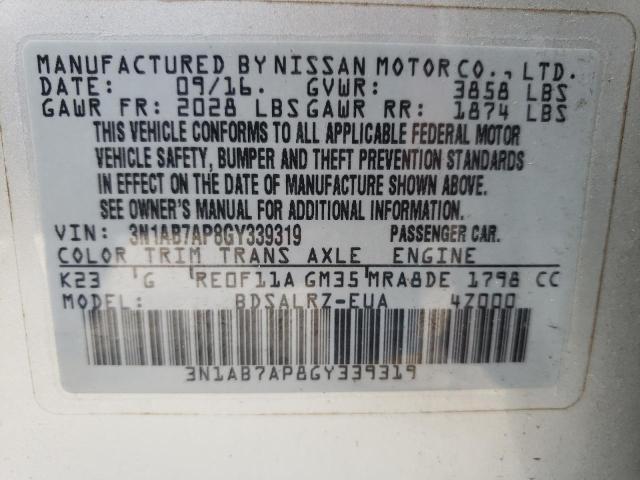 MANUFACTURED BY NISSAN MOTOR CO., LTD.
DATE: 09/16. GVWR: 3858 LBS
GAWR FR: 2028 LBS GAWR RR: 1874 LBS
THIS VEHICLE CONFORMS TO ALL APPLICABLE FEDERAL MOTOR
VEHICLE SAFETY, BUMPER AND THEFT PREVENTION STANDARDS
IN EFFECT ON THE DATE OF MANUFACTURE SHOWN ABOVE.
SEE OWNER'S MANUAL FOR ADDITIONAL INFORMATION.
VIN: 3N1AB7AP8GY339319 PASSENGER CAR.
COLOR TRIM TRANS AXLE ENGINE
K23 G RE0F11A GM35 MRA8DE 1798 CC
MODEL: BDSALRZ-EUA 4Z000
3N1AB7AP8GY339319